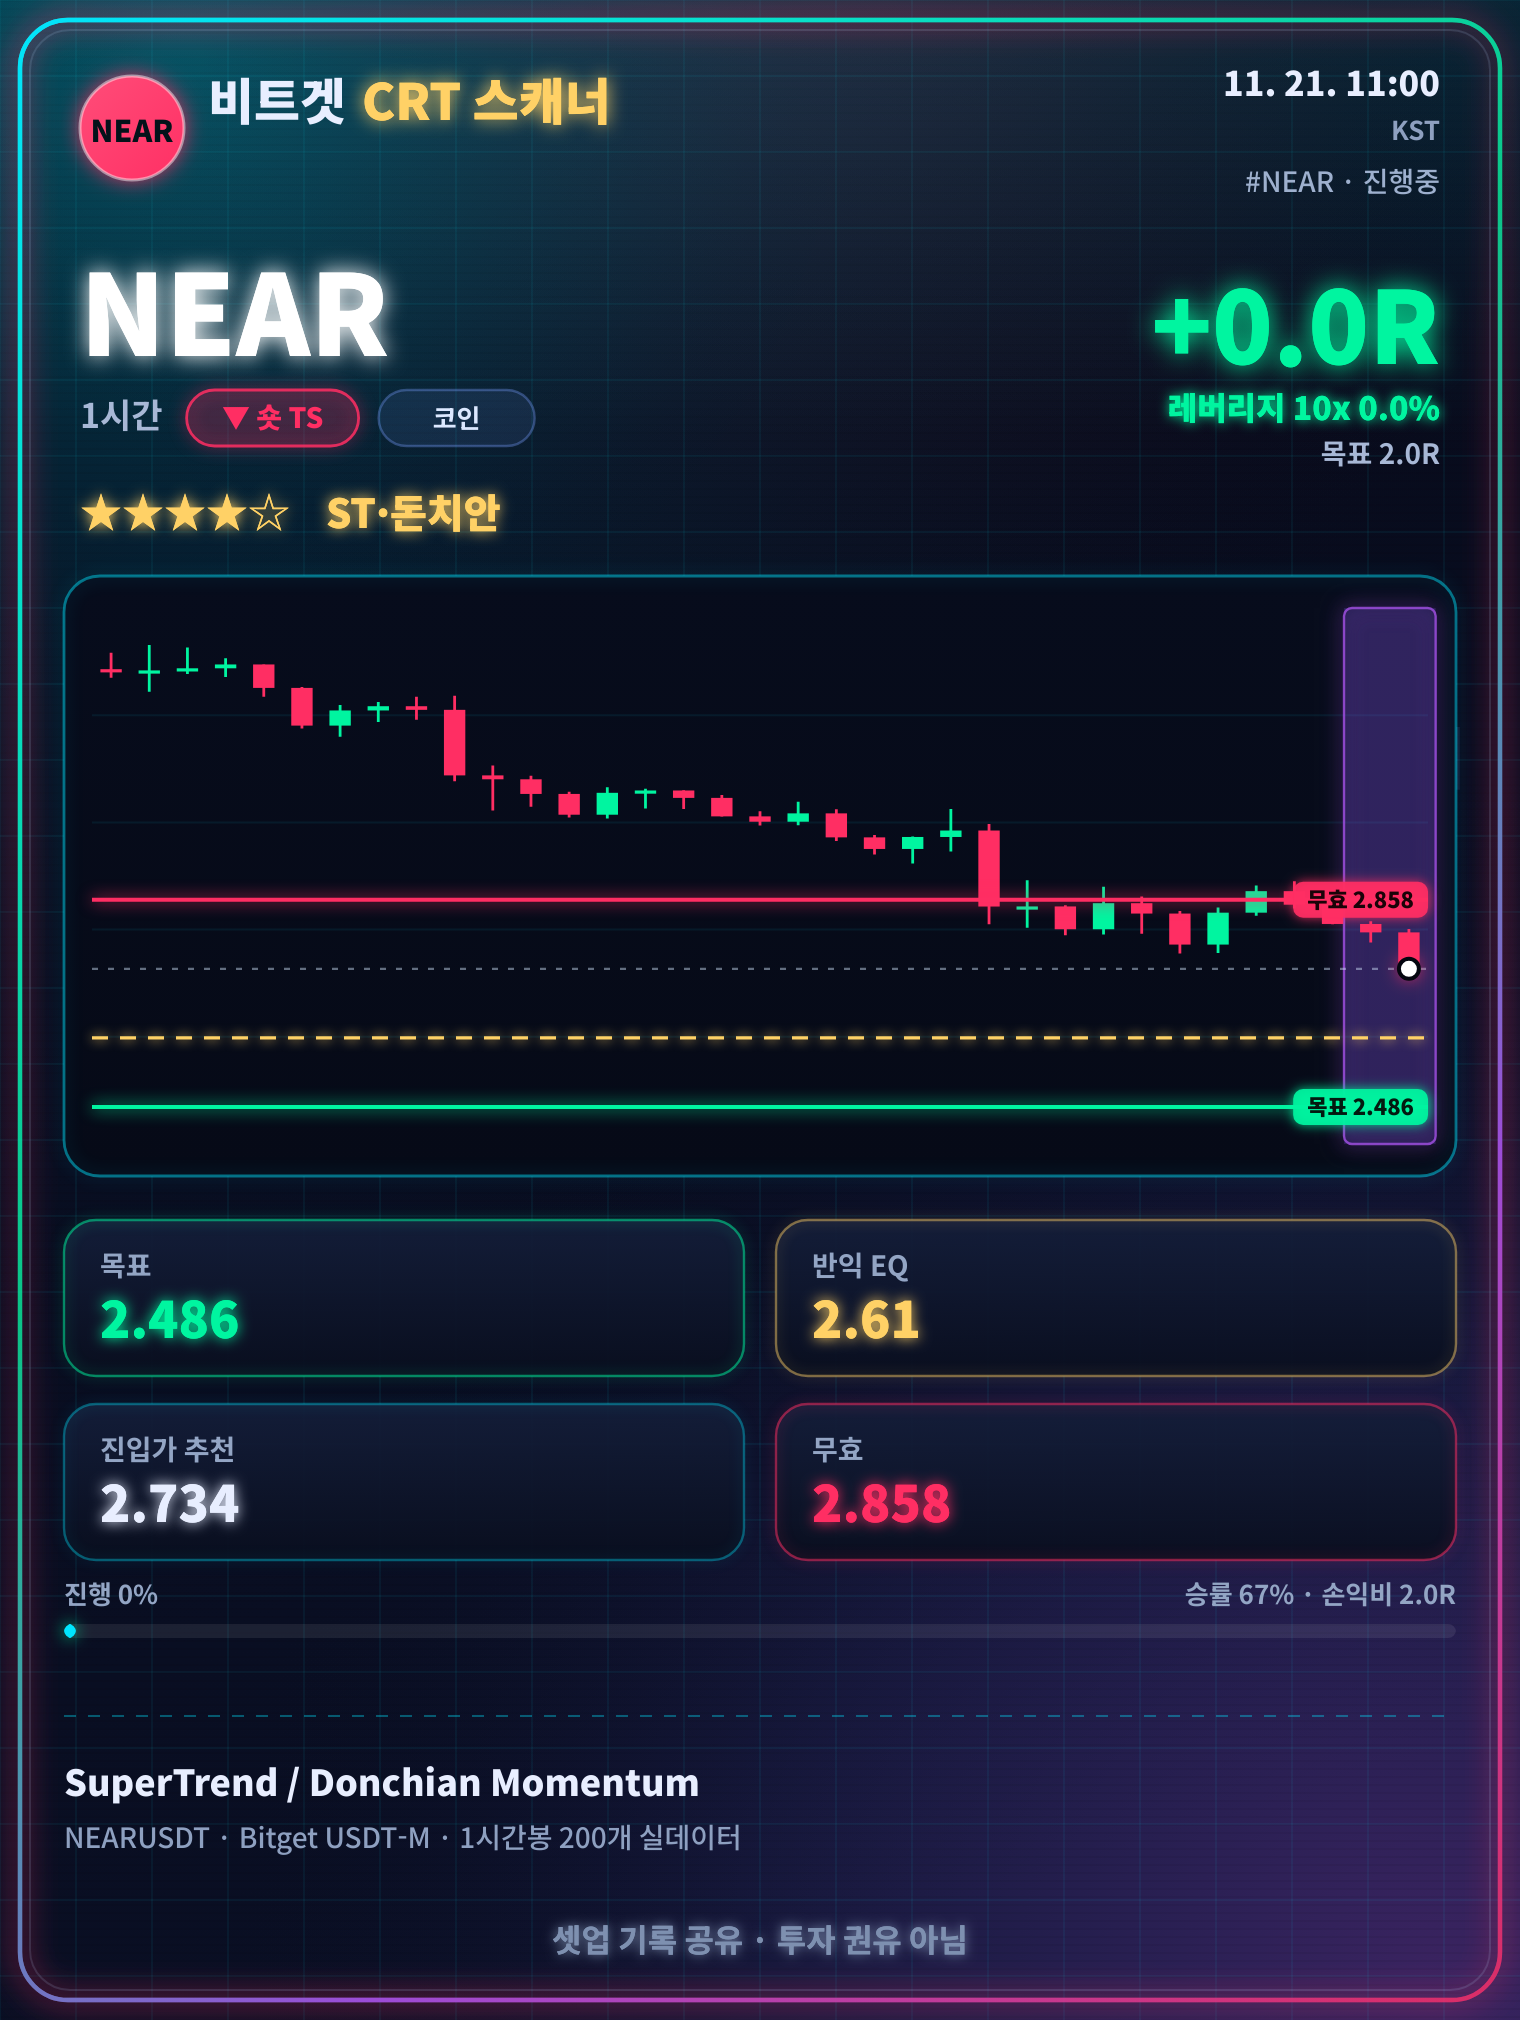 NEAR
비트겟 CRT 스캐너
11. 21. 11:00
KST
#NEAR · 진행중
NEAR
+0.0R
1시간
▼ 숏 TS
코인
레버리지 10x 0.0%
목표 2.0R
★★★★☆ ST·돈치안
무효 2.858
목표 2.486
목표
2.486
반익 EQ
2.61
진입가 추천
2.734
무효
2.858
진행 0%
승률 67% · 손익비 2.0R
SuperTrend / Donchian Momentum
NEARUSDT · Bitget USDT-M · 1시간봉 200개 실데이터
셋업 기록 공유 · 투자 권유 아님